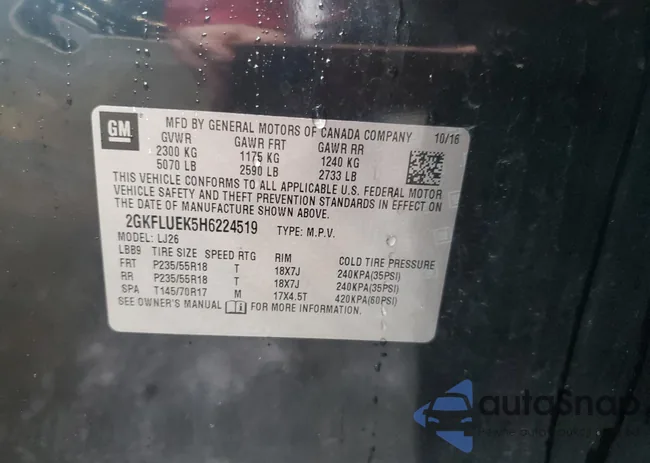 GM
MFD BY GENERAL MOTORS OF CANADA COMPANY 10/16
GVWR GAWR FRT GAWR RR
2300 KG 1175 KG 1240 KG
5070 LB 2590 LB 2733 LB
THIS VEHICLE CONFORMS TO ALL APPLICABLE U.S. FEDERAL MOTOR
VEHICLE SAFETY AND THEFT PREVENTION STANDARDS IN EFFECT ON
THE DATE OF MANUFACTURE SHOWN ABOVE.
2GKFLUEK5H6224519 TYPE: M.P.V.
MODEL: LJ26
LBB9 TIRE SIZE SPEED RTG RIM COLD TIRE PRESSURE
FRT P235/55R18 T 18X7J 240KPA(35PSI)
RR P235/55R18 T 18X7J 240KPA(35PSI)
SPA T145/70R17 M 17X4.5T 420KPA(60PSI)
SEE OWNER'S MANUAL FOR MORE INFORMATION.
autoSnap